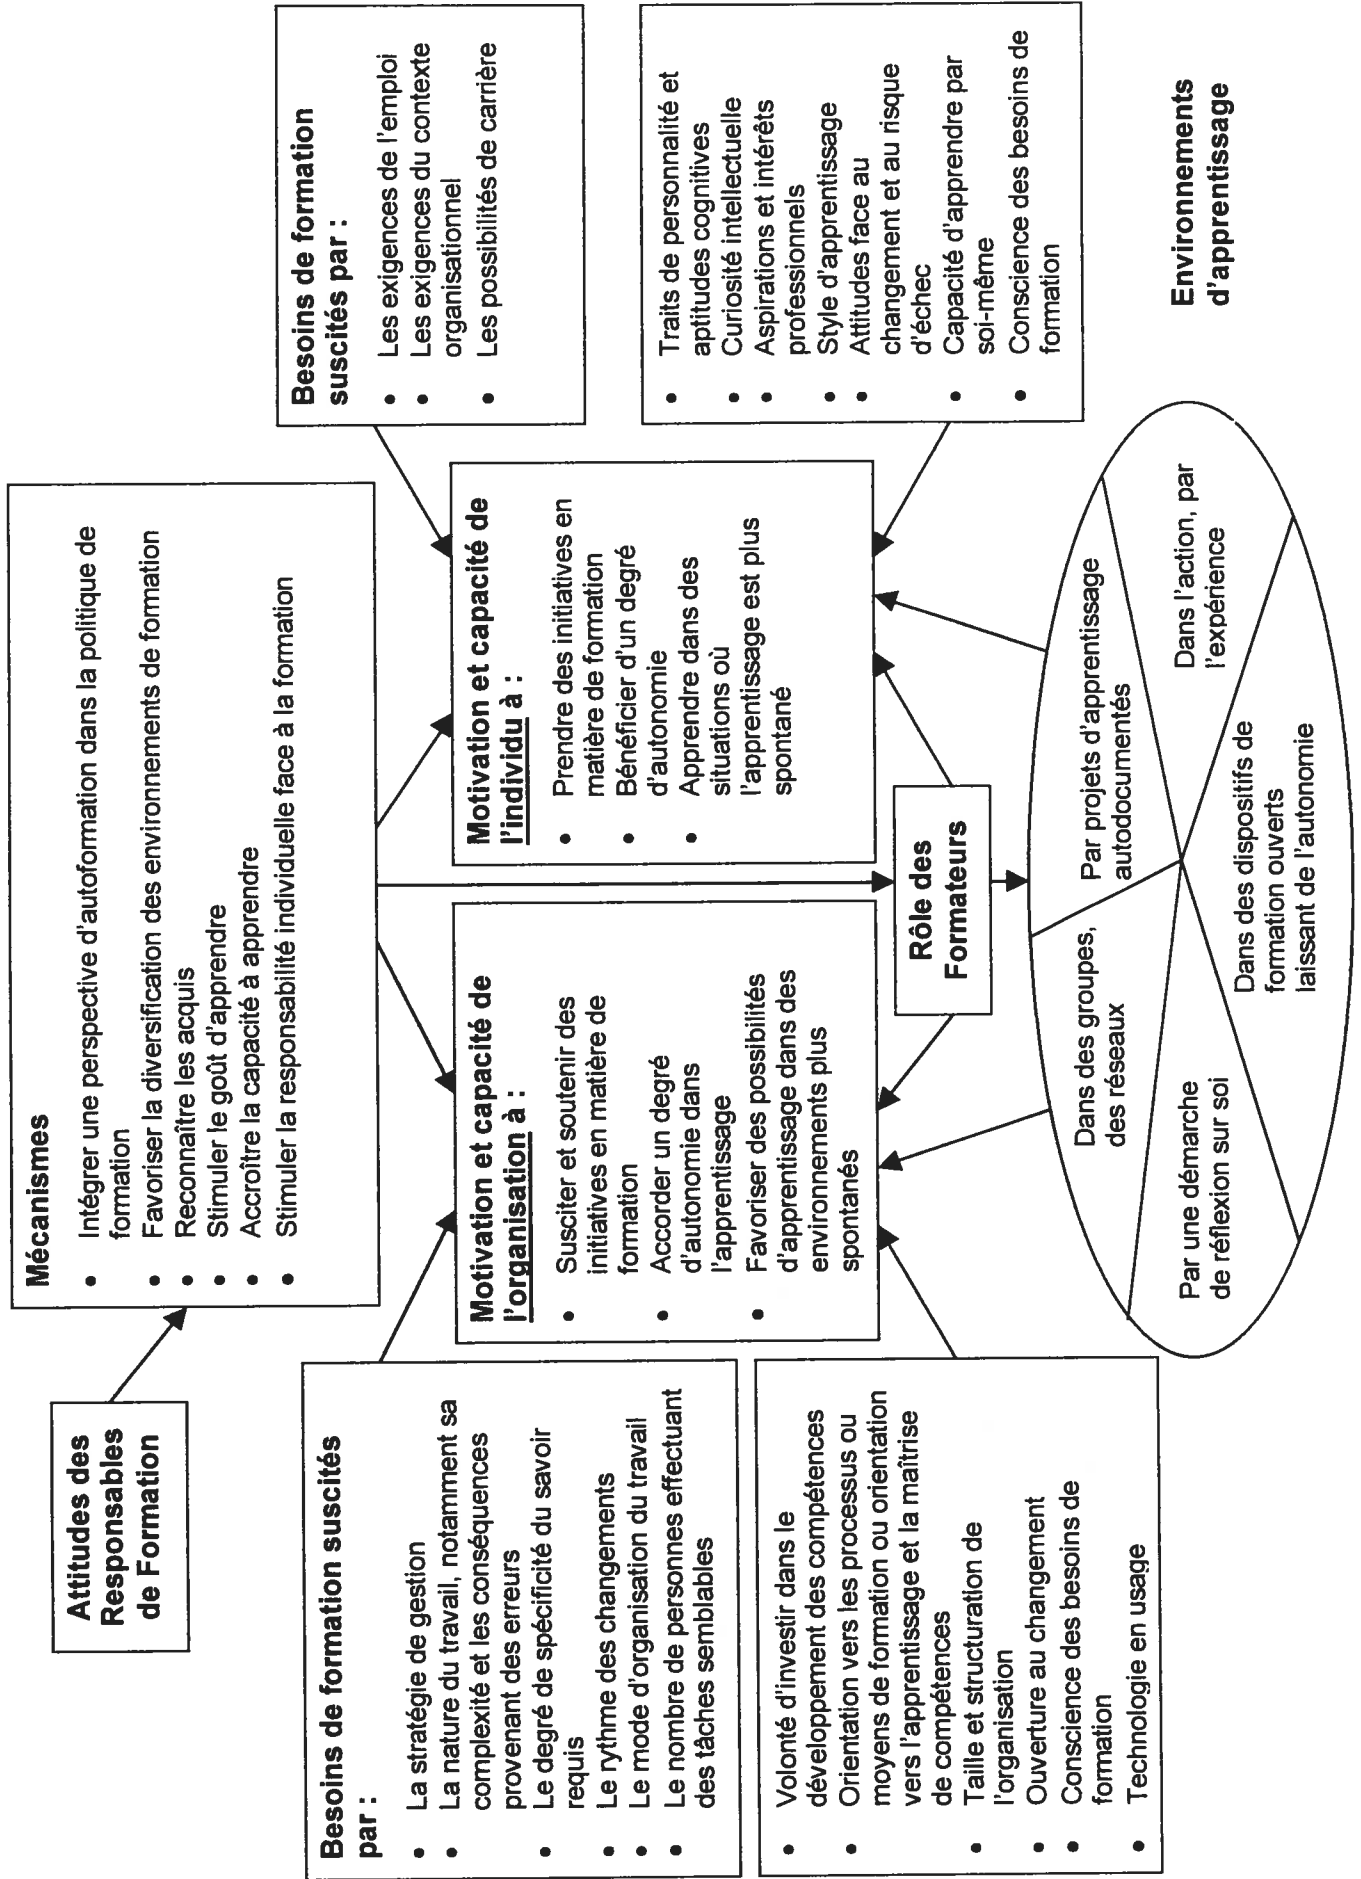 Attitudes des
Responsables
de Formation
Mécanismes
• Intégrer une perspective d'autoformation dans la politique de
formation
• Favoriser la diversification des environnements de formation
• Reconnaître les acquis
• Stimuler le goût d'apprendre
• Accroître la capacité à apprendre
• Stimuler la responsabilité individuelle face à la formation
Besoins de formation suscités
par :
• La stratégie de gestion
• La nature du travail, notamment sa
complexité et les conséquences
provenant des erreurs
• Le degré de spécificité du savoir
requis
• Le rythme des changements
• Le mode d'organisation du travail
• Le nombre de personnes effectuant
des tâches semblables
Motivation et capacité de
l'organisation à :
• Susciter et soutenir des
initiatives en matière de
formation
• Accorder un degré
d'autonomie dans
l'apprentissage
• Favoriser des possibilités
d'apprentissage dans des
environnements plus
spontanés
Motivation et capacité de
l'individu à :
• Prendre des initiatives en
matière de formation
• Bénéficier d'un degré
d'autonomie
• Apprendre dans des
situations où
l'apprentissage est plus
spontané
Besoins de formation
suscités par :
• Les exigences de l'emploi
• Les exigences du contexte
organisationnel
• Les possibilités de carrière
• Volonté d'investir dans le
développement des compétences
• Orientation vers les processus ou
moyens de formation ou orientation
vers l'apprentissage et la maîtrise
de compétences
• Taille et structuration de
l'organisation
• Ouverture au changement
• Conscience des besoins de
formation
• Technologie en usage
Rôle des
Formateurs
• Traits de personnalité et
aptitudes cognitives
• Curiosité intellectuelle
• Aspirations et intérêts
professionnels
• Style d'apprentissage
• Attitudes face au
changement et au risque
d'échec
• Capacité d'apprendre par
soi-même
• Conscience des besoins de
formation
Dans des groupes,
des réseaux
Par projets d'apprentissage
autodocumentés
Dans l'action, par
l'expérience
Par une démarche
de réflexion sur soi
Dans des dispositifs de
formation ouverts
laissant de l'autonomie
Environnements
d'apprentissage